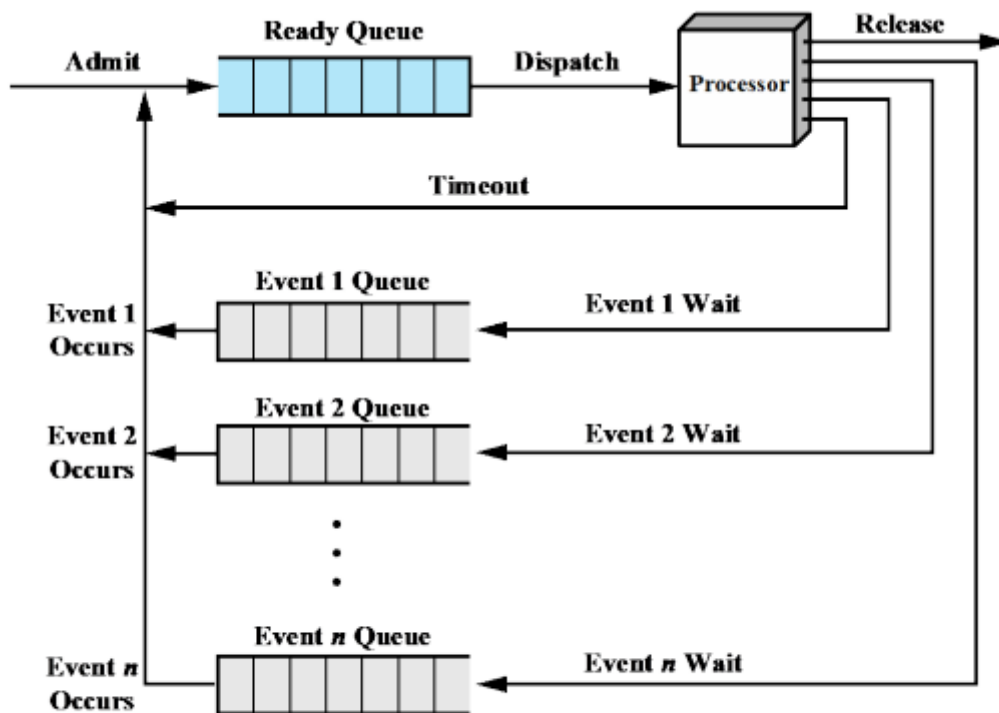 Ready Queue
Release
Admit
Dispatch
Processor
Timeout
Event 1 Queue
Event 1
Occurs
Event 1 Wait
Event 2 Queue
Event 2
Occurs
Event 2 Wait
Event n Queue
Event n
Occurs
Event n Wait